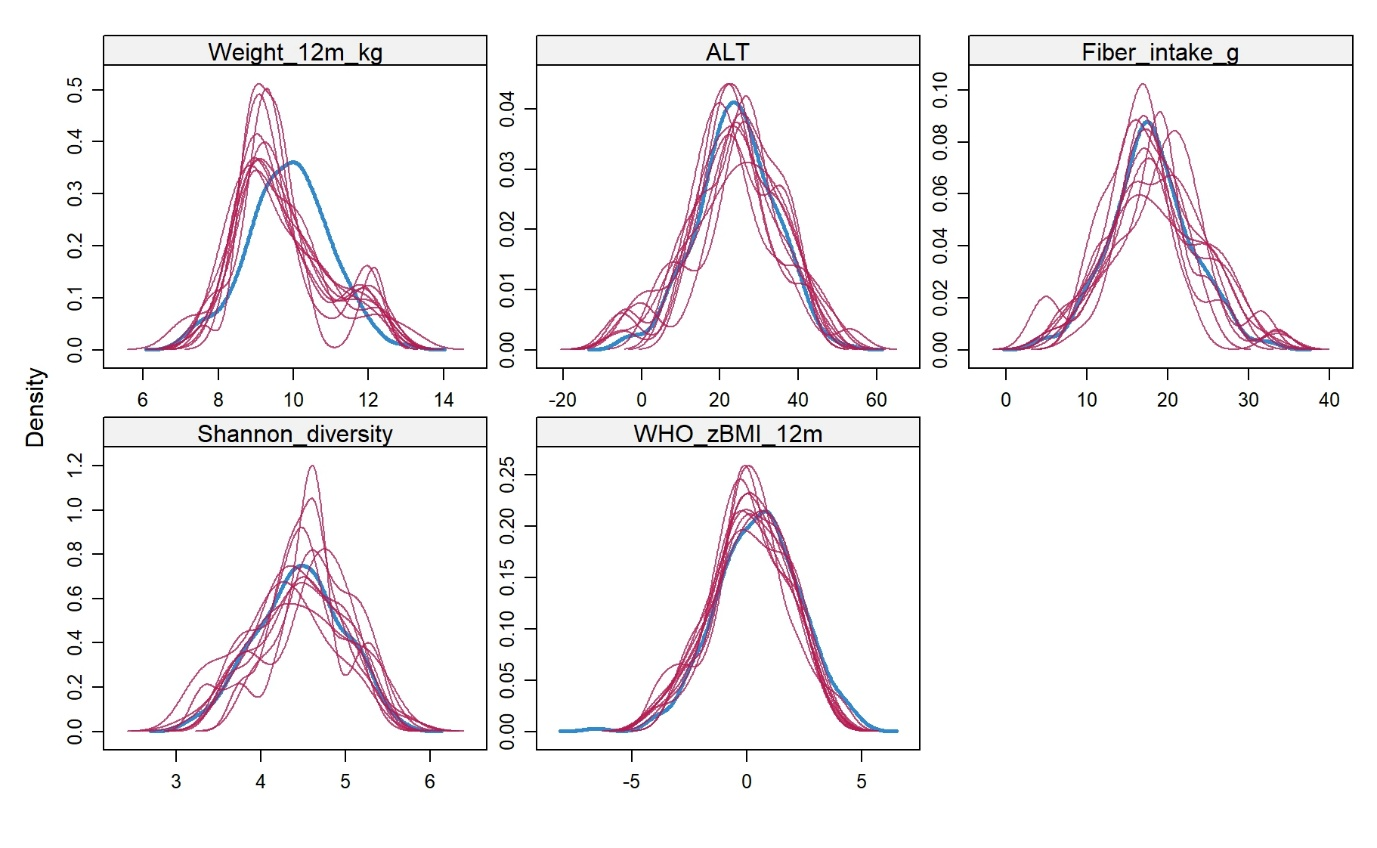 Weight_12m_kg
ALT
Fiber_intake_g
0.0 0.1 0.2 0.3 0.4 0.5
0.00 0.01 0.02 0.03 0.04
0.00 0.02 0.04 0.06 0.08 0.10
6 8 10 12 14
-20 0 20 40 60
0 10 20 30 40
Density
Shannon_diversity
WHO_zBMI_12m
0.0 0.2 0.4 0.6 0.8 1.0 1.2
0.00 0.05 0.10 0.15 0.20 0.25
3 4 5 6
-5 0 5